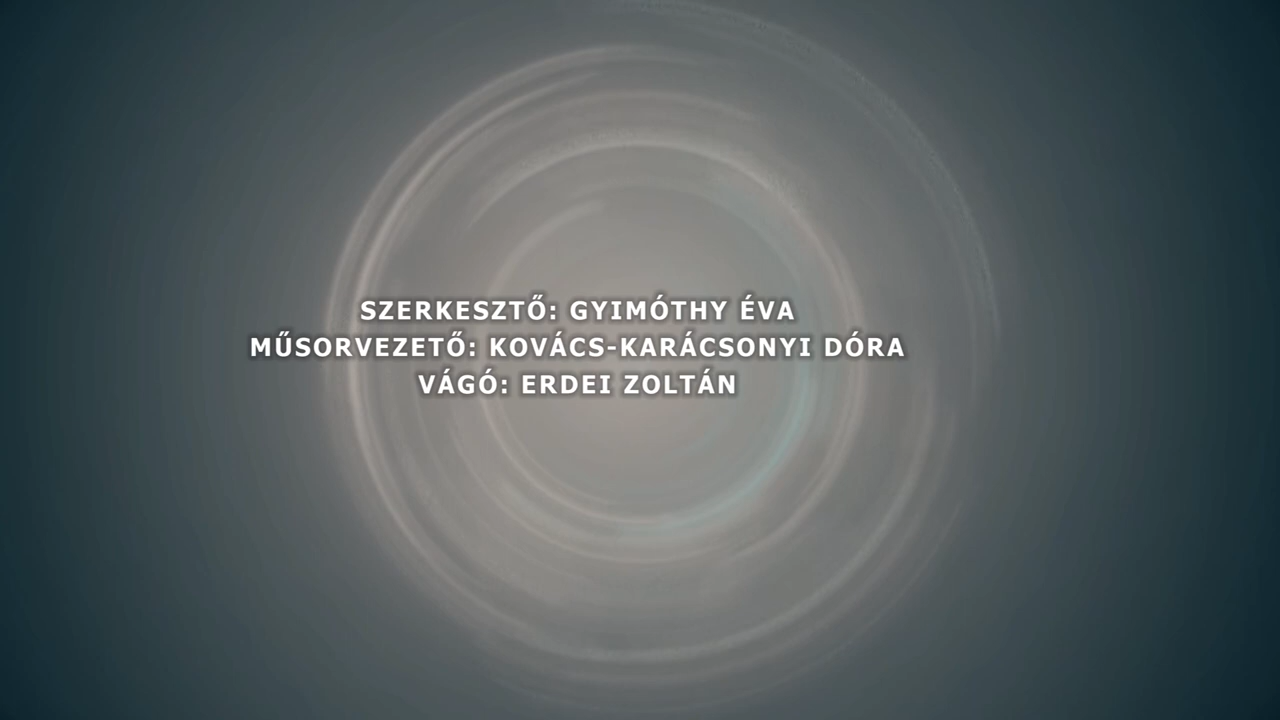 SZERKESZTŐ: GYIMÓTHY ÉVA
MŰSORVEZETŐ: KOVÁCS-KARÁCSONYI DÓRA
VÁGÓ: ERDEI ZOLTÁN